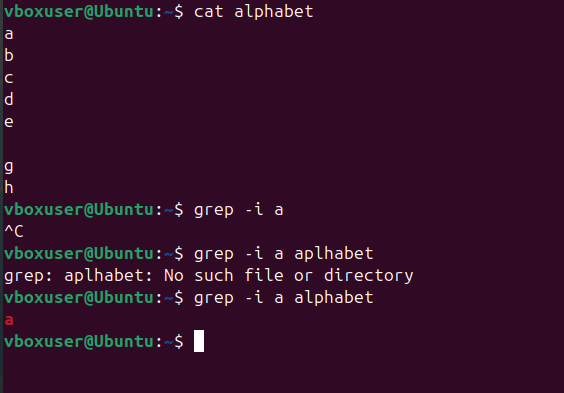 vboxuser@Ubuntu:~$ cat alphabet
a
b
c
d
e

g
h
vboxuser@Ubuntu:~$ grep -i a
^C
vboxuser@Ubuntu:~$ grep -i a aplhabet
grep: aplhabet: No such file or directory
vboxuser@Ubuntu:~$ grep -i a alphabet
a
vboxuser@Ubuntu:~$